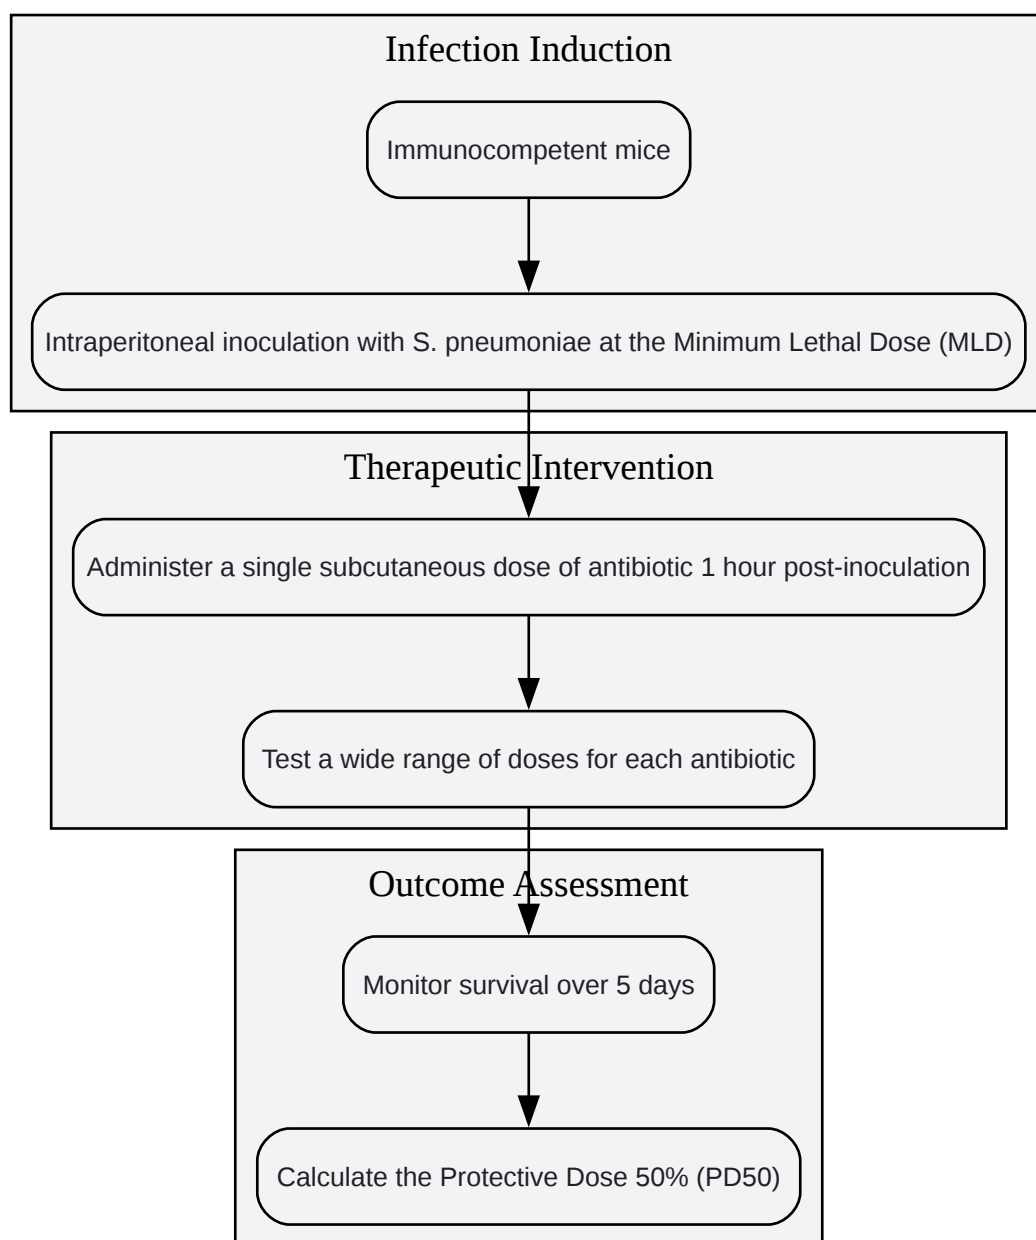 Infection Induction
Immunocompetent mice
Intraperitoneal inoculation with S. pneumoniae at the Minimum Lethal Dose (MLD)
Therapeutic Intervention
Administer a single subcutaneous dose of antibiotic 1 hour post-inoculation
Test a wide range of doses for each antibiotic
Outcome Assessment
Monitor survival over 5 days
Calculate the Protective Dose 50% (PD50)